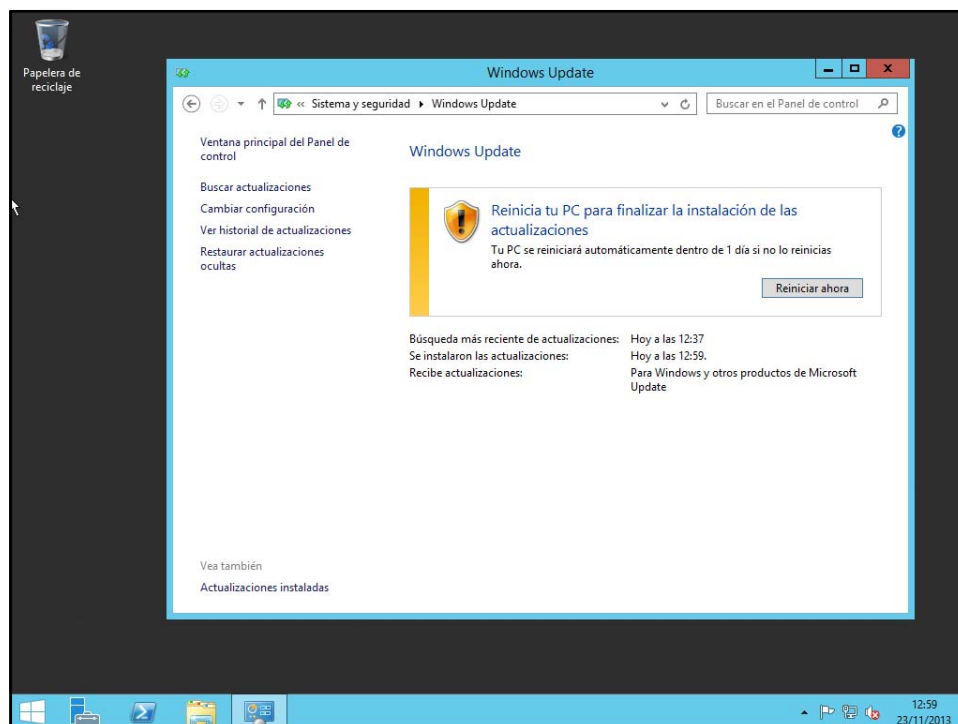 Papelera de
reciclaje
Windows Update
« Sistema y seguridad Windows Update
Buscar en el Panel de control
Ventana principal del Panel de
control
Buscar actualizaciones
Cambiar configuración
Ver historial de actualizaciones
Restaurar actualizaciones
ocultas
Windows Update
Reinicia tu PC para finalizar la instalación de las
actualizaciones
Tu PC se reiniciará automáticamente dentro de 1 día si no lo reinicias
ahora.
Reiniciar ahora
Búsqueda más reciente de actualizaciones: Hoy a las 12:37
Se instalaron las actualizaciones: Hoy a las 12:59.
Recibe actualizaciones: Para Windows y otros productos de Microsoft
Update
Vea también
Actualizaciones instaladas
12:59
23/11/2013